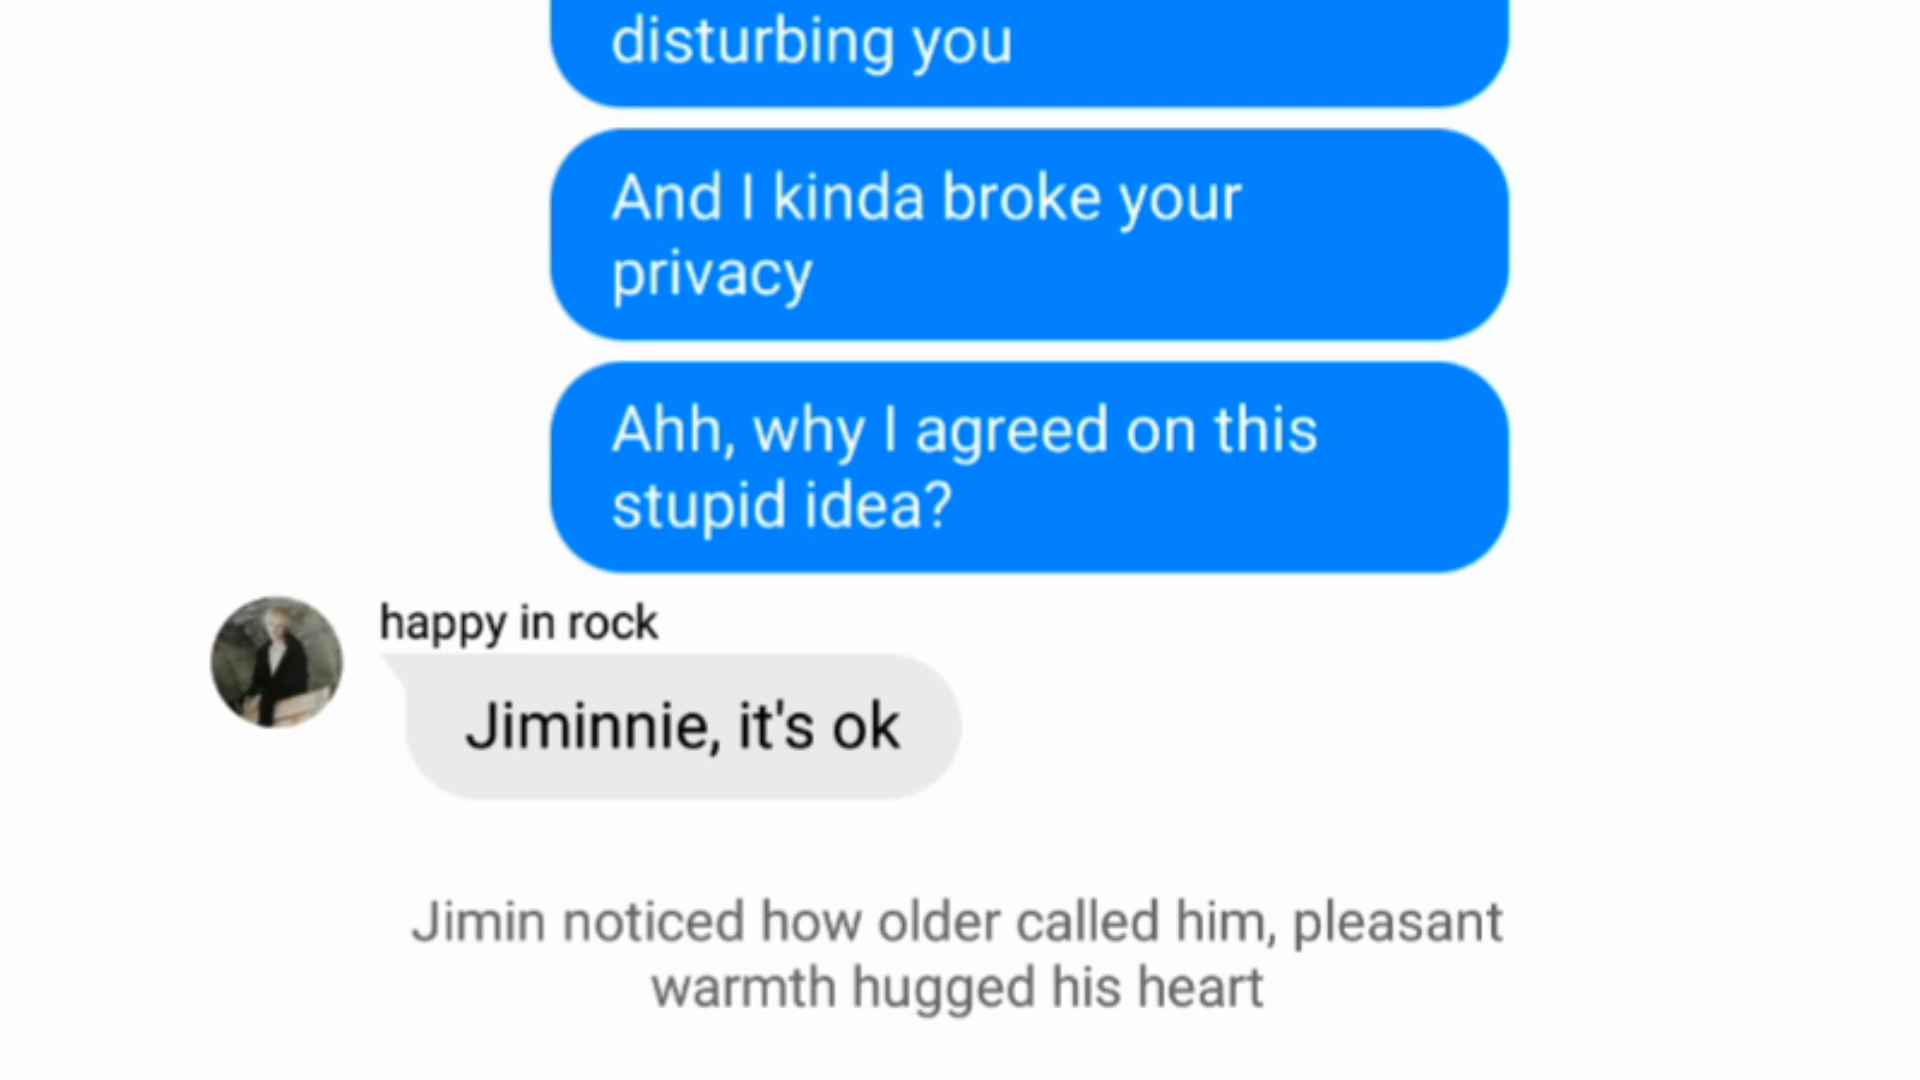 disturbing you
And I kinda broke your
privacy
Ahh, why I agreed on this
stupid idea?
happy in rock
Jiminnie, it's ok
Jimin noticed how older called him, pleasant
warmth hugged his heart